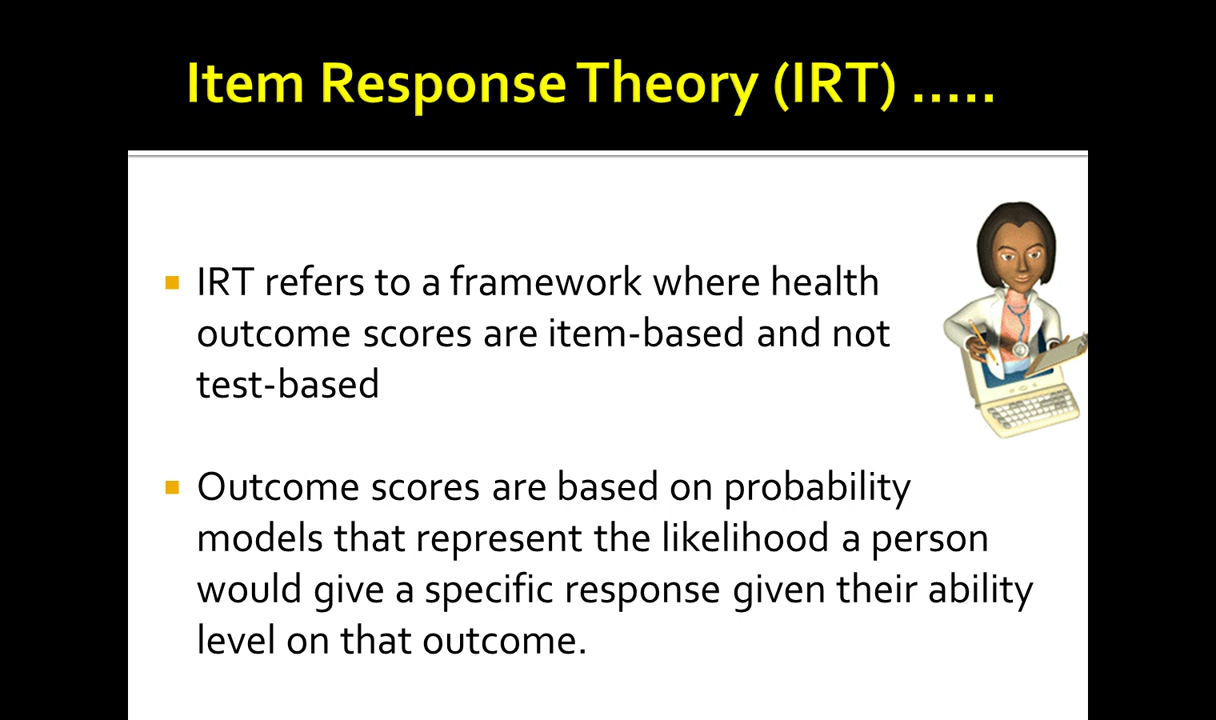 Item Response Theory (IRT) .....
IRT refers to a framework where health
outcome scores are item-based and not
test-based
Outcome scores are based on probability
models that represent the likelihood a person
would give a specific response given their ability
level on that outcome.